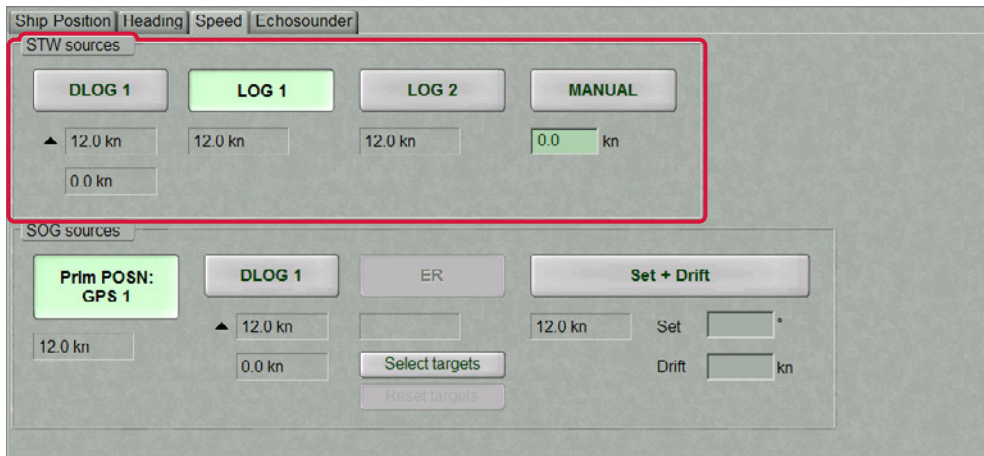 Ship Position Heading Speed Echosounder
STW sources
DLOG 1 LOG 1 LOG 2 MANUAL
12.0 kn 12.0 kn 12.0 kn 0.0 kn
0.0 kn
SOG sources
Prim POSN:
GPS 1
DLOG 1 ER Set + Drift
12.0 kn 12.0 kn 12.0 kn Set °
0.0 kn Select targets Drift kn
Reset targets